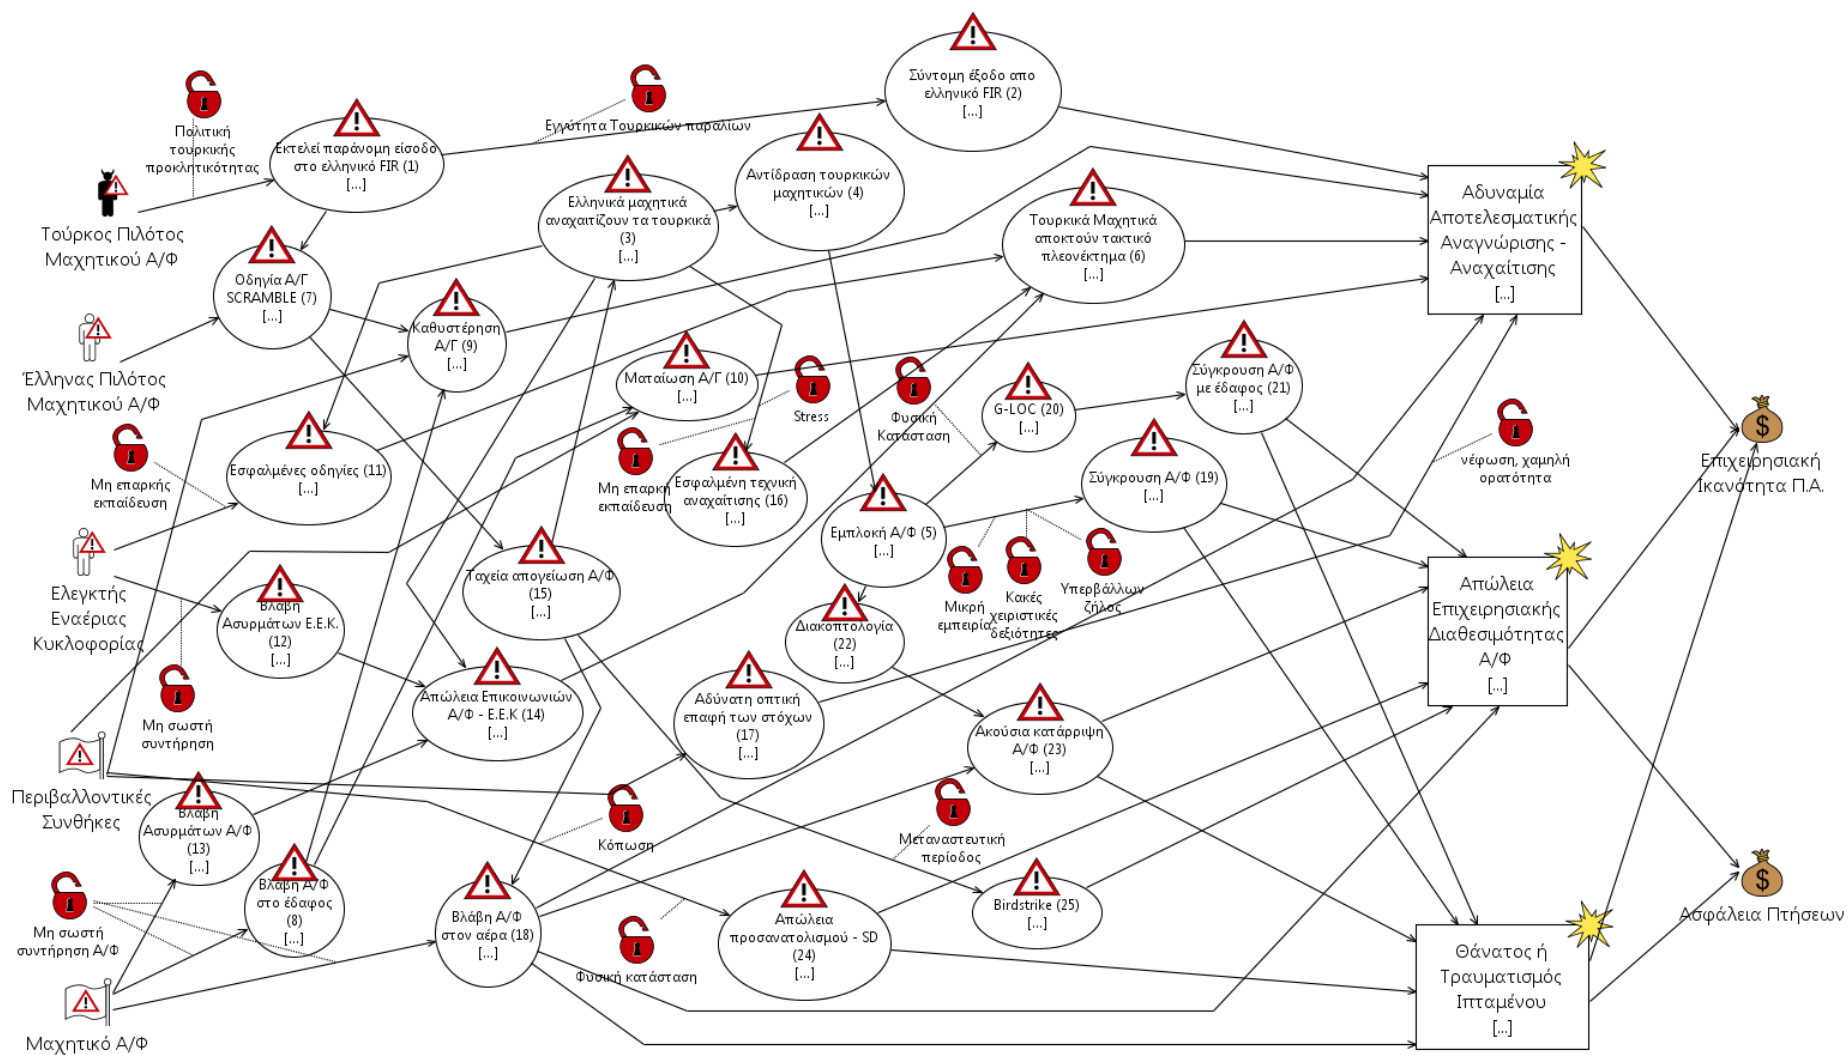 Σύντομη έξοδο απο
ελληνικό FIR (2)
[...]
Πολιτική
τουρκικής
προκλητικότητας
Εκτελεί παράνομη είσοδο
στο ελληνικό FIR (1)
[...]
Εγγύτητα Τουρκικών παραλίων
Αντίδραση τουρκικών
μαχητικών (4)
[...]
Ελληνικά μαχητικά
αναχαιτίζουν τα τουρκικά
(3)
[...]
Τουρκικά Μαχητικά
αποκτούν τακτικό
πλεονέκτημα (6)
[...]
Αδυναμία
Αποτελεσματικής
Αναγνώρισης -
Αναχαίτισης
[...]
Τούρκος Πιλότος
Μαχητικού Α/Φ
Οδηγία Α/Γ
SCRAMBLE (7)
[...]
Καθυστέρηση
Α/Γ (9)
[...]
Έλληνας Πιλότος
Μαχητικού Α/Φ
Ματαίωση Α/Γ (10)
[...]
Stress
Φυσική
Κατάσταση
G-LOC (20)
[...]
Σύγκρουση Α/Φ
με έδαφος (21)
[...]
νέφωση, χαμηλή
ορατότητα
Επιχειρησιακή
Ικανότητα Π.Α.
Μη επαρκής
εκπαίδευση
Εσφαλμένες οδηγίες (11)
[...]
Μη επαρκή
εκπαίδευση
Εσφαλμένη τεχνική
αναχαίτισης (16)
[...]
Σύγκρουση Α/Φ (19)
[...]
Εμπλοκή Α/Φ (5)
[...]
Ελεγκτής
Εναέριας
Κυκλοφορίας
Βλάβη
Ασυρμάτων Ε.Ε.Κ.
(12)
[...]
Ταχεία απογείωση Α/Φ
(15)
[...]
Μικρή
εμπειρία
Κακές
χειριστικές
δεξιότητες
Υπερβάλλων
ζήλος
Διακοπτολογία
(22)
[...]
Απώλεια
Επιχειρησιακής
Διαθεσιμότητας
Α/Φ
[...]
Μη σωστή
συντήρηση
Απώλεια Επικοινωνιών
Α/Φ - Ε.Ε.Κ (14)
[...]
Αδύνατη οπτική
επαφή των στόχων
(17)
[...]
Ακούσια κατάρριψη
Α/Φ (23)
[...]
Περιβαλλοντικές
Συνθήκες
Βλάβη
Ασυρμάτων Α/Φ
(13)
[...]
Κόπωση
Μεταναστευτική
περίοδος
Βλάβη Α/Φ
στο έδαφος
(8)
[...]
Μη σωστή
συντήρηση Α/Φ
Βλάβη Α/Φ
στον αέρα (18)
[...]
Φυσική κατάσταση
Απώλεια
προσανατολισμού - SD
(24)
[...]
Birdstrike (25)
[...]
Ασφάλεια Πτήσεων
Θάνατος ή
Τραυματισμός
Ιπταμένου
[...]
Μαχητικό Α/Φ